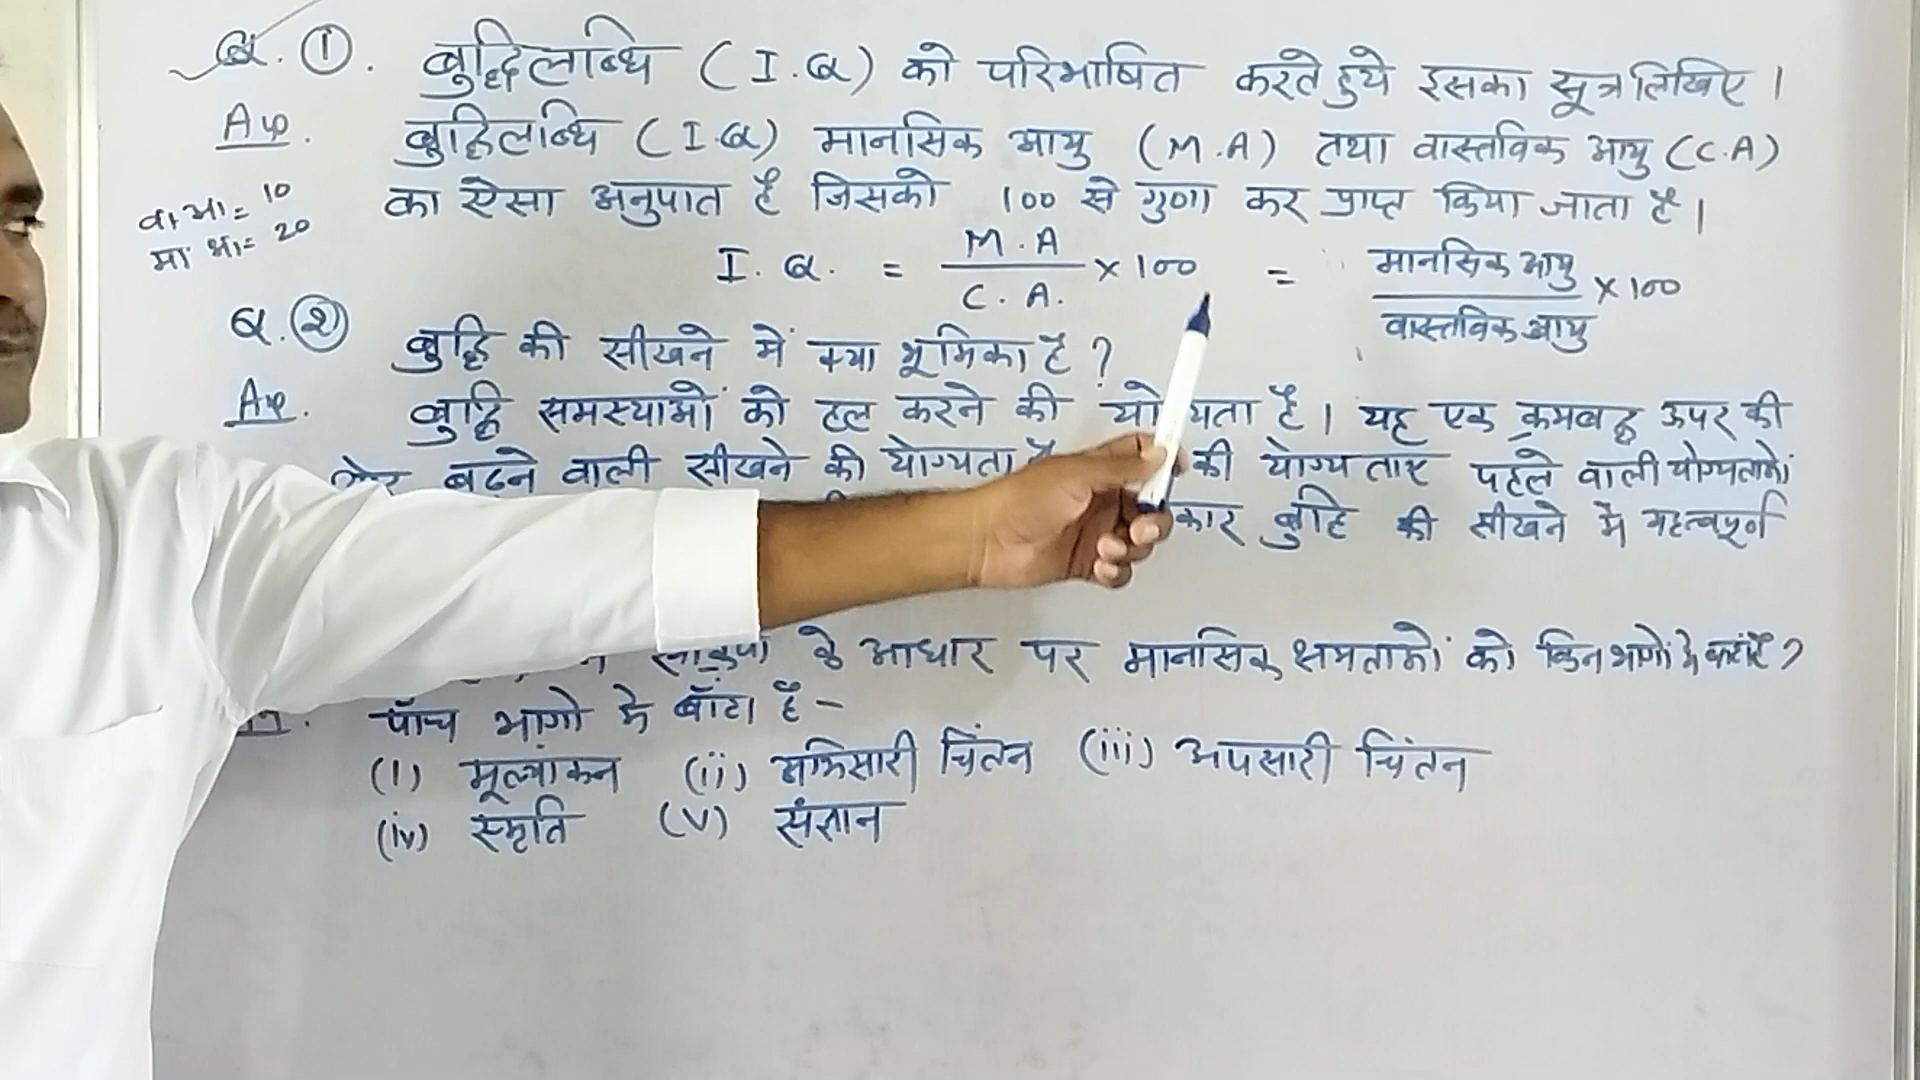 Q. ①. बुद्धिलब्धि (I.Q) को परिभाषित करते हुये इसका सूत्र लिखिए।
Ans. बुद्धिलब्धि (I.Q) मानसिक आयु (M.A) तथा वास्तविक आयु (C.A)
का ऐसा अनुपात है जिसको 100 से गुणा कर प्राप्त किया जाता है।
वा आ = 10
मा आ = 20
I. Q. = M.A / C.A. × 100 = मानसिक आयु / वास्तविक आयु × 100
Q. ② बुद्धि की सीखने में क्या भूमिका है?
Ans. बुद्धि समस्याओं को हल करने की यो यता है। यह एक क्रमबद्ध ऊपर की
बढ़ने वाली सीखने की योग्यता की योग्यताएं पहले वाली योग्यताओं
कार बुद्धि की सीखने में महत्वपूर्ण
के आधार पर मानसिक क्षमताओं को किन भागों में
पाँच भागों में बाँटा है -
(i) मूल्यांकन (ii) अभिसारी चिंतन (iii) अपसारी चिंतन
(iv) स्मृति (v) संज्ञान